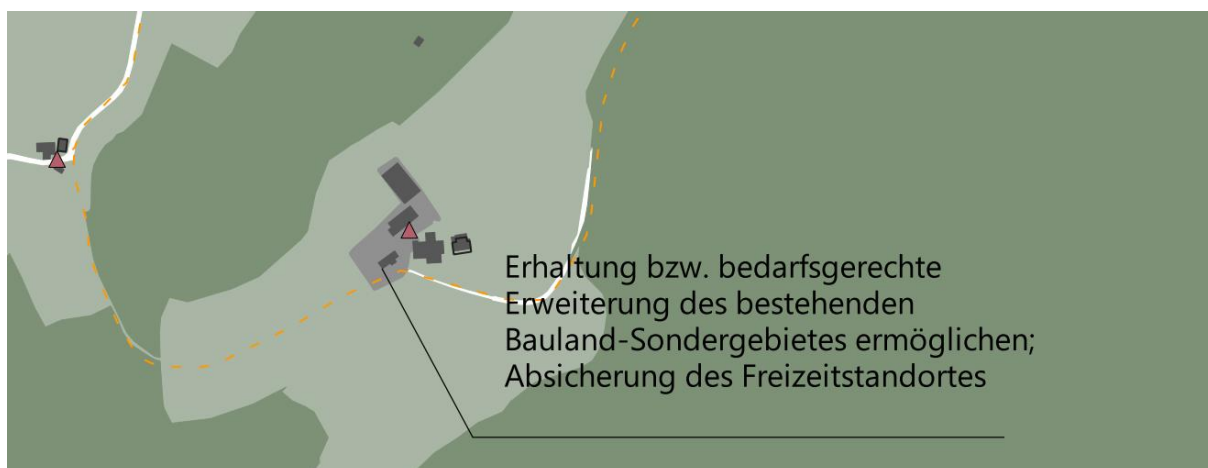 Erhaltung bzw. bedarfsgerechte
Erweiterung des bestehenden
Bauland-Sondergebietes ermöglichen;
Absicherung des Freizeitstandortes